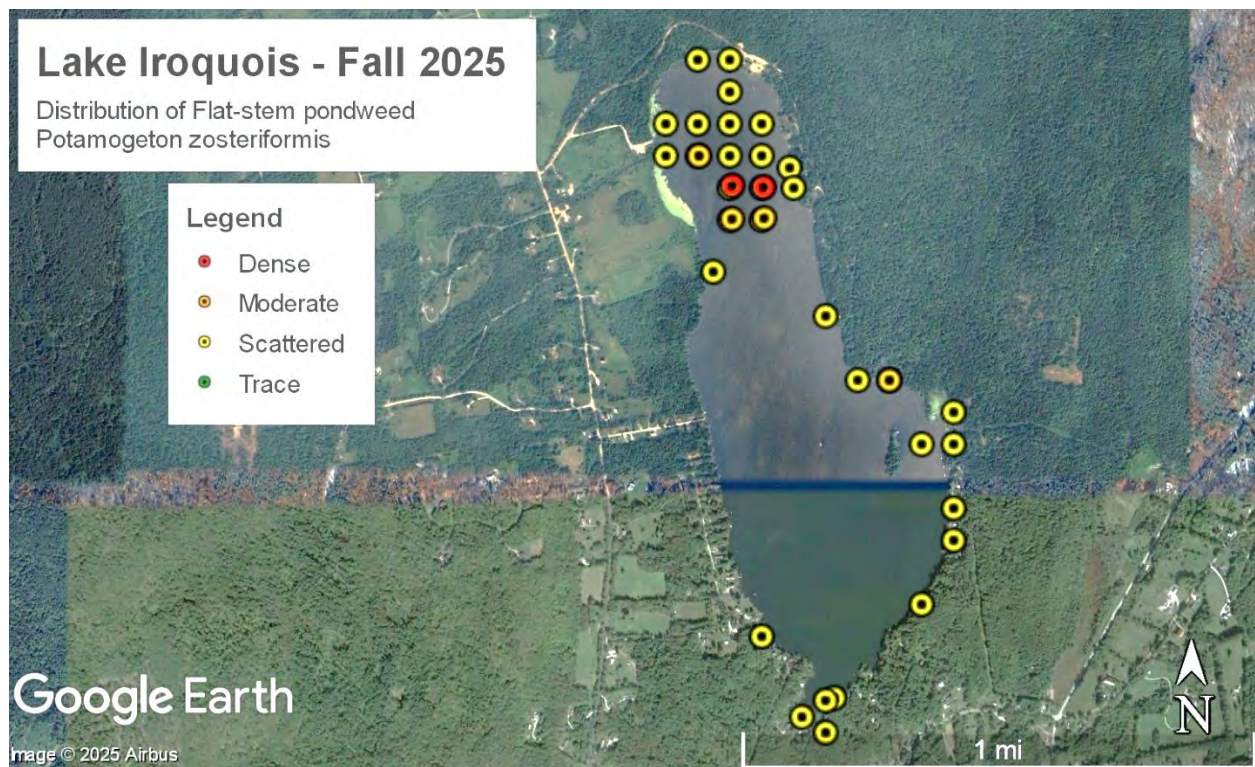 Lake Iroquois - Fall 2025
Distribution of Flat-stem pondweed
Potamogeton zosteriformis
Legend
Dense
Moderate
Scattered
Trace
Google Earth
mage © 2025 Airbus
N
1 mi